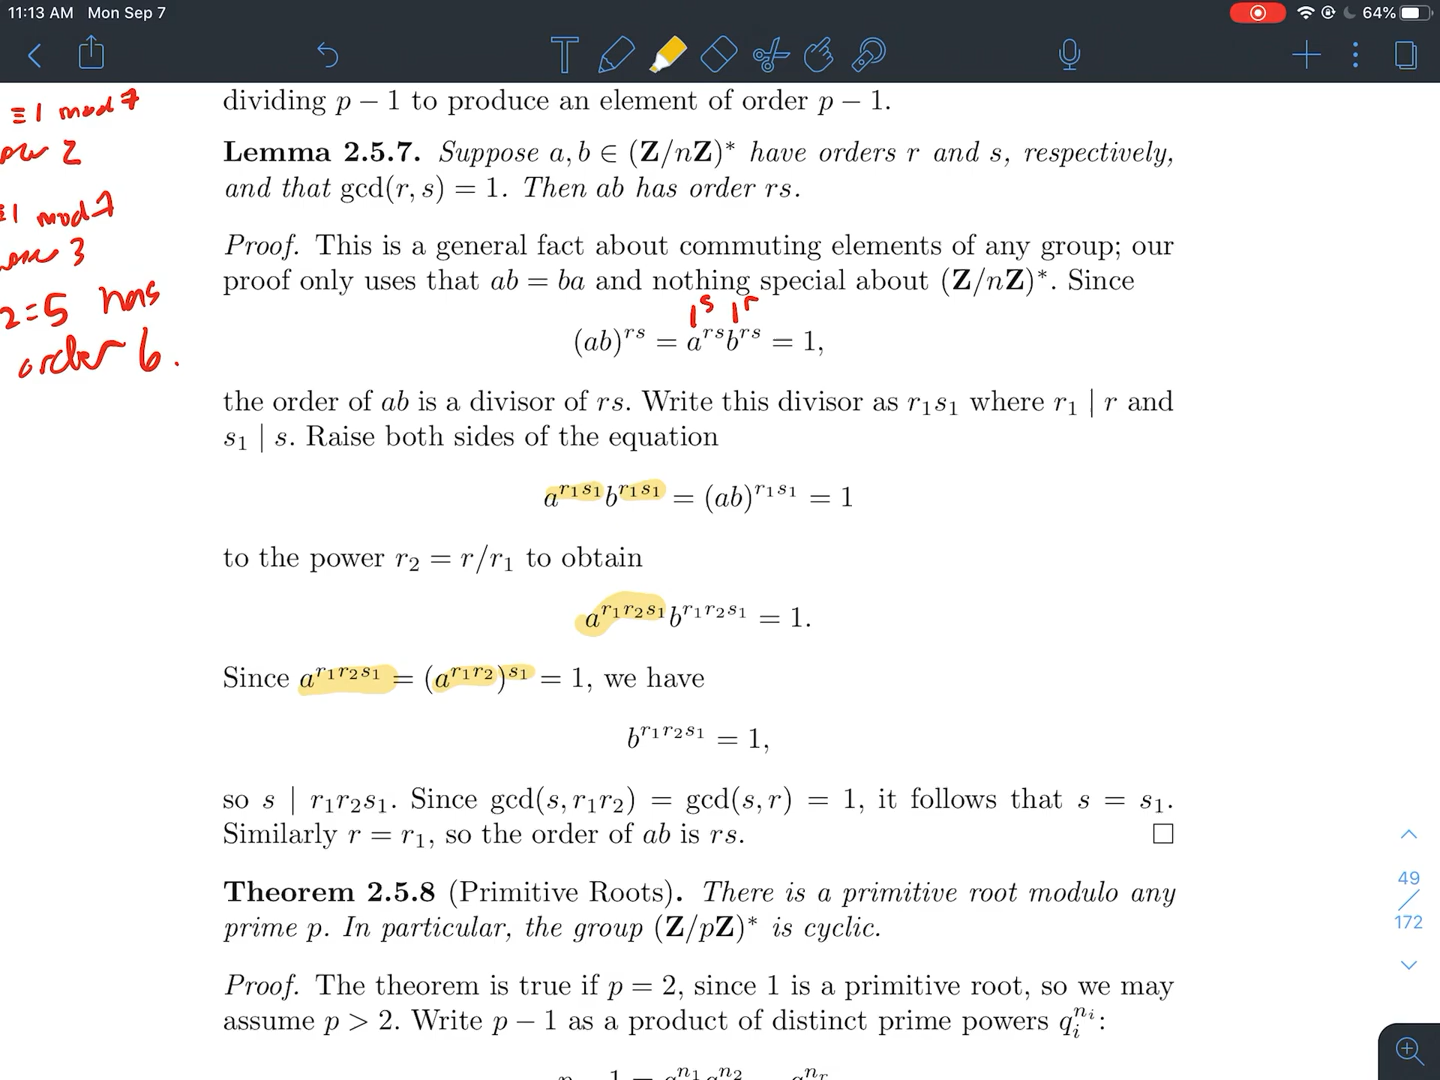 11:13 AM Mon Sep 7
64%
T
dividing p − 1 to produce an element of order p − 1.
≡ 1 mod 7
2
Lemma 2.5.7. Suppose a, b ∈ (Z/nZ)* have orders r and s, respectively,
and that gcd(r, s) = 1. Then ab has order rs.
≡1 mod 7
3
Proof. This is a general fact about commuting elements of any group; our
proof only uses that ab = ba and nothing special about (Z/nZ)*. Since
2=5 has
order 6.
1^s 1^r
(ab)^{rs} = a^{rs}b^{rs} = 1,
the order of ab is a divisor of rs. Write this divisor as r₁s₁ where r₁ | r and
s₁ | s. Raise both sides of the equation
a^{r₁s₁}b^{r₁s₁} = (ab)^{r₁s₁} = 1
to the power r₂ = r/r₁ to obtain
a^{r₁r₂s₁}b^{r₁r₂s₁} = 1.
Since a^{r₁r₂s₁} = (a^{r₁r₂})^{s₁} = 1, we have
b^{r₁r₂s₁} = 1,
so s | r₁r₂s₁. Since gcd(s, r₁r₂) = gcd(s, r) = 1, it follows that s = s₁.
Similarly r = r₁, so the order of ab is rs. □
Theorem 2.5.8 (Primitive Roots). There is a primitive root modulo any
prime p. In particular, the group (Z/pZ)* is cyclic.
49
/
172
Proof. The theorem is true if p = 2, since 1 is a primitive root, so we may
assume p > 2. Write p − 1 as a product of distinct prime powers q_i^{n_i}: